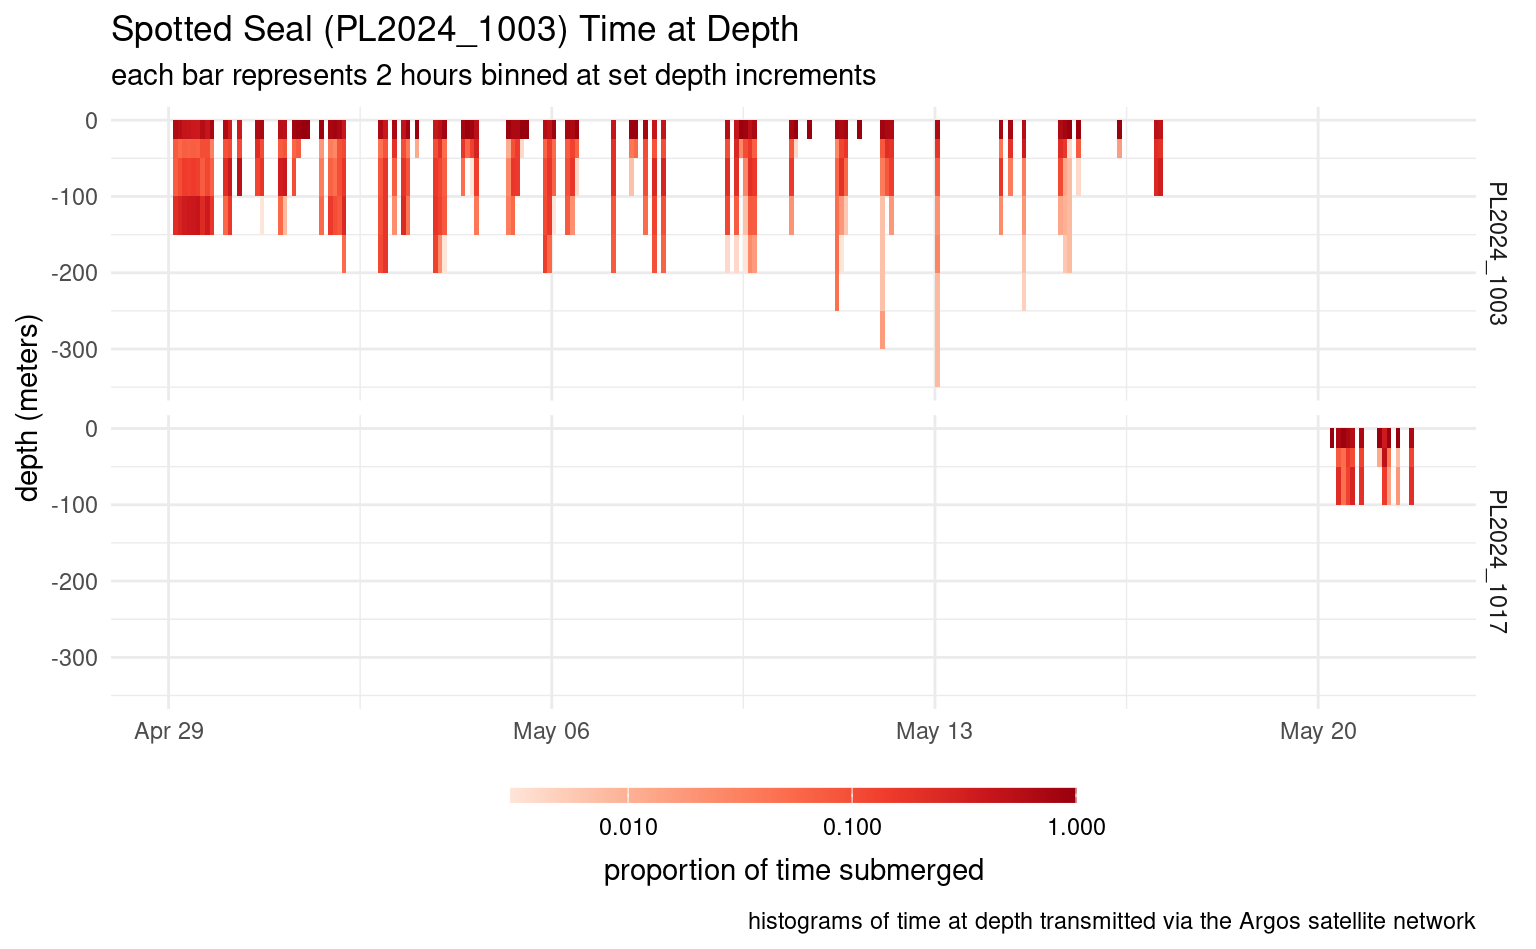 Spotted Seal (PL2024_1003) Time at Depth
each bar represents 2 hours binned at set depth increments
depth (meters)
0
-100
-200
-300
PL2024_1003
0
-100
-200
-300
PL2024_1017
Apr 29
May 06
May 13
May 20
0.010
0.100
1.000
proportion of time submerged
histograms of time at depth transmitted via the Argos satellite network